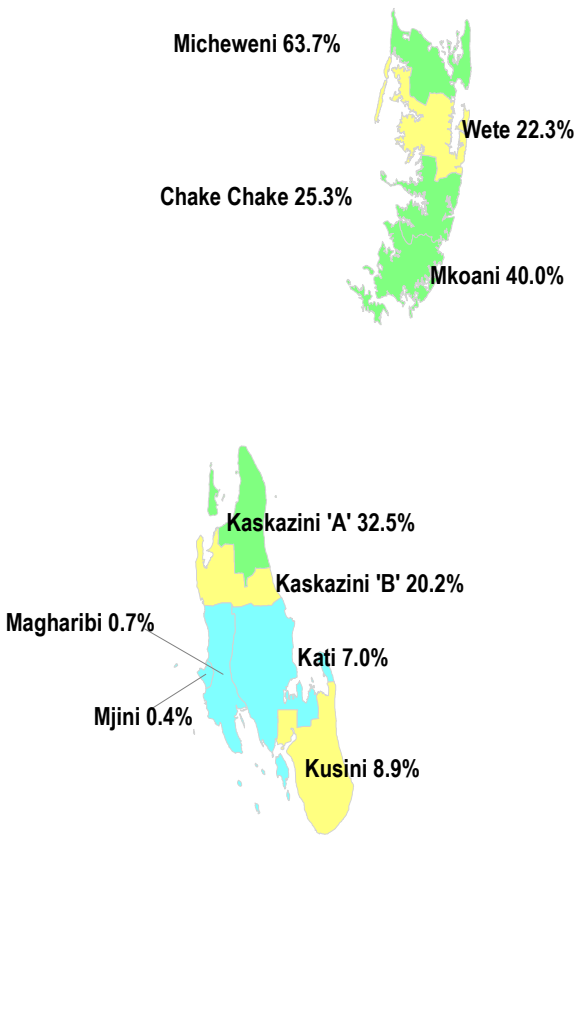 Micheweni 63.7%
Wete 22.3%
Chake Chake 25.3%
Mkoani 40.0%
Kaskazini 'A' 32.5%
Kaskazini 'B' 20.2%
Magharibi 0.7%
Kati 7.0%
Mjini 0.4%
Kusini 8.9%